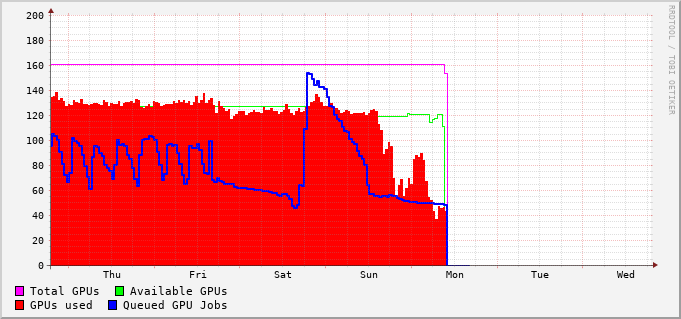 200
180
160
140
120
100
80
60
40
20
0
Thu Fri Sat Sun Mon Tue Wed
Total GPUs Available GPUs
GPUs used Queued GPU Jobs
RRDTOOL / TOBI OETIKER